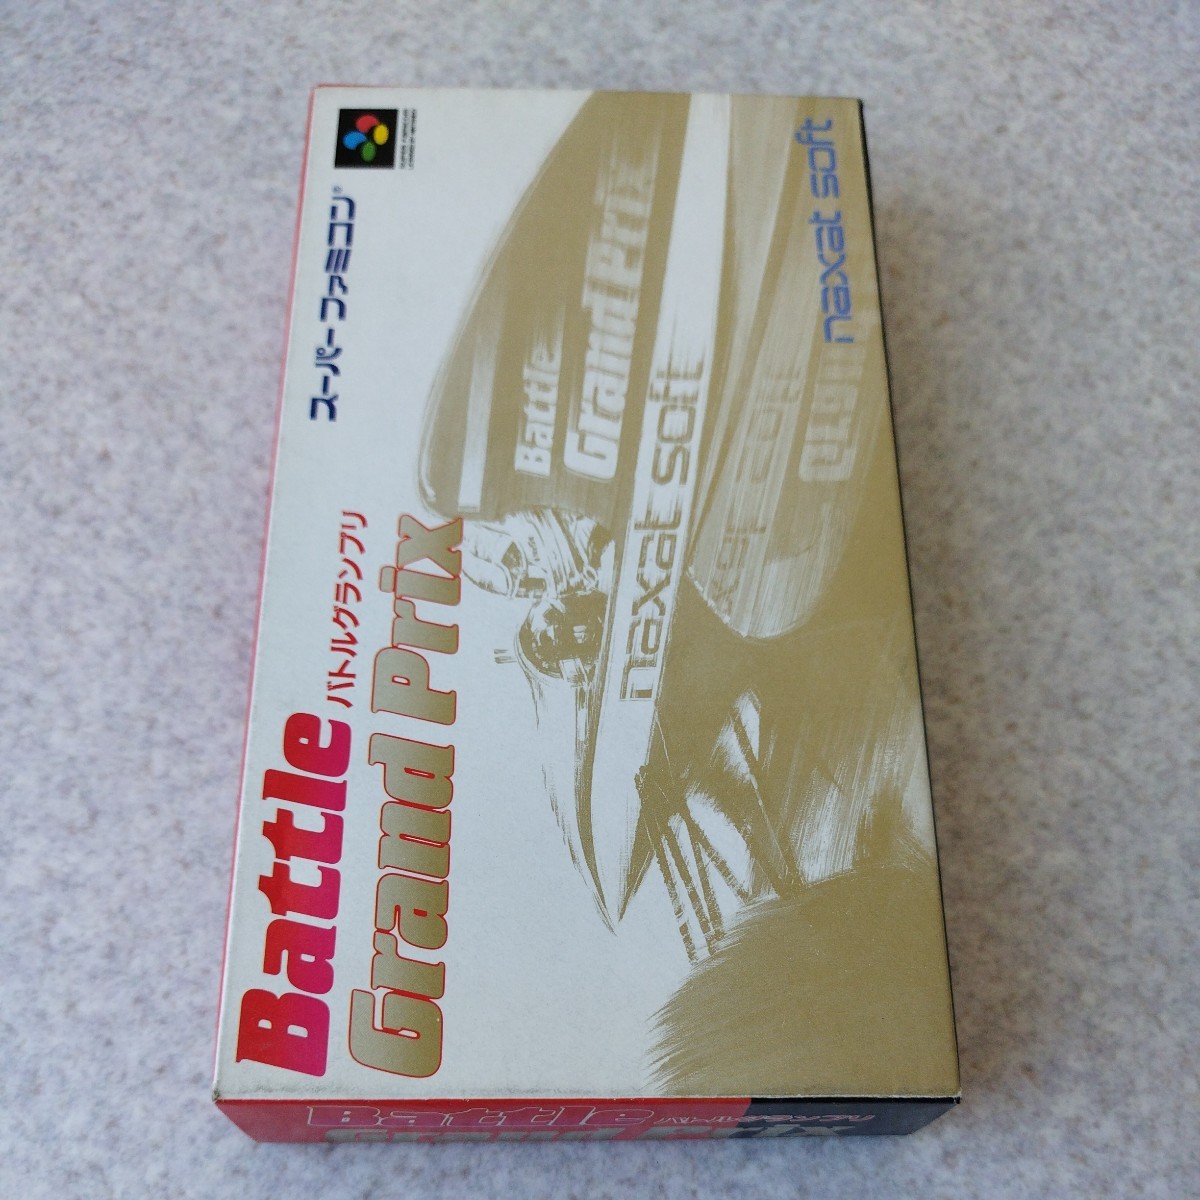 スーパーファミコン®
バトルグランプリ
Battle
Grand Prix
Battle
Grand Prix
naxat soft
naxat soft
Battle バトルグランプリ
Grand Prix